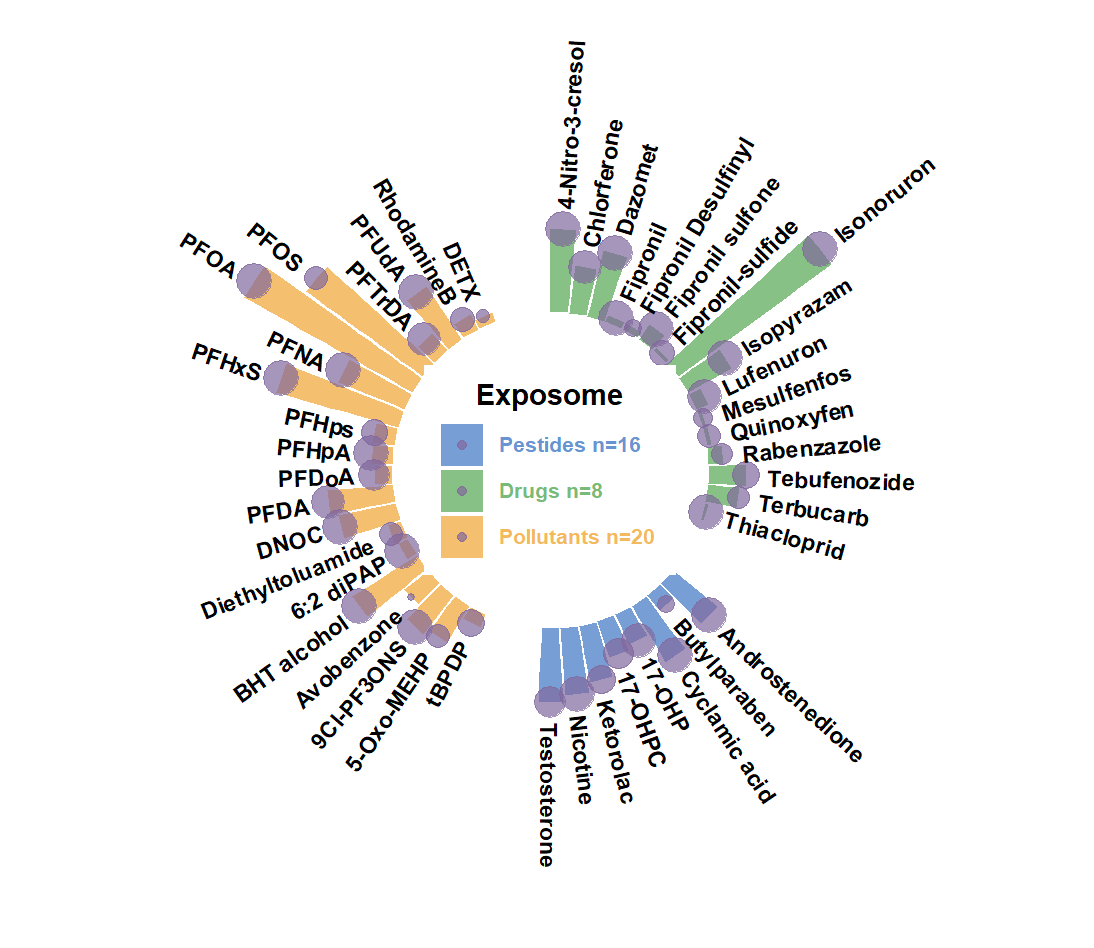 4-Nitro-3-cresol
Chlorferone
Dazomet
Fipronil
Fipronil Desulfinyl
Fipronil sulfone
Fipronil-sulfide
Isonoruron
Isopyrazam
Lufenuron
Mesulfenfos
Quinoxyfen
Rabenzazole
Tebufenozide
Terbucarb
Thiacloprid
Androstenedione
Butylparaben
Cyclamic acid
17-OHP
17-OHPC
Ketorolac
Nicotine
Testosterone
tBPDP
5-Oxo-MEHP
9Cl-PF3ONS
Avobenzone
BHT alcohol
6:2 diPAP
Diethyltoluamide
DNOC
PFDA
PFDoA
PFHpA
PFHps
PFHxS
PFNA
PFOA
PFOS
PFTrDA
PFUdA
RhodamineB
DETX
Exposome
Pestides n=16
Drugs n=8
Pollutants n=20